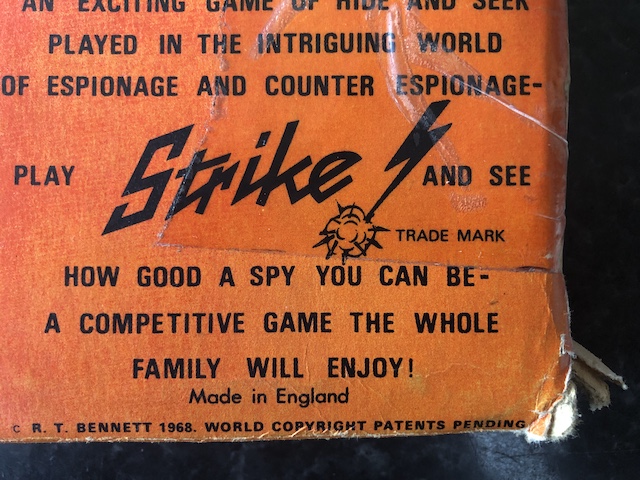 AN EXCITING GAME OF HIDE AND SEEK
PLAYED IN THE INTRIGUING WORLD
OF ESPIONAGE AND COUNTER ESPIONAGE-
PLAY Strike! AND SEE
TRADE MARK
HOW GOOD A SPY YOU CAN BE-
A COMPETITIVE GAME THE WHOLE
FAMILY WILL ENJOY!
Made in England
© R. T. BENNETT 1968. WORLD COPYRIGHT PATENTS PENDING